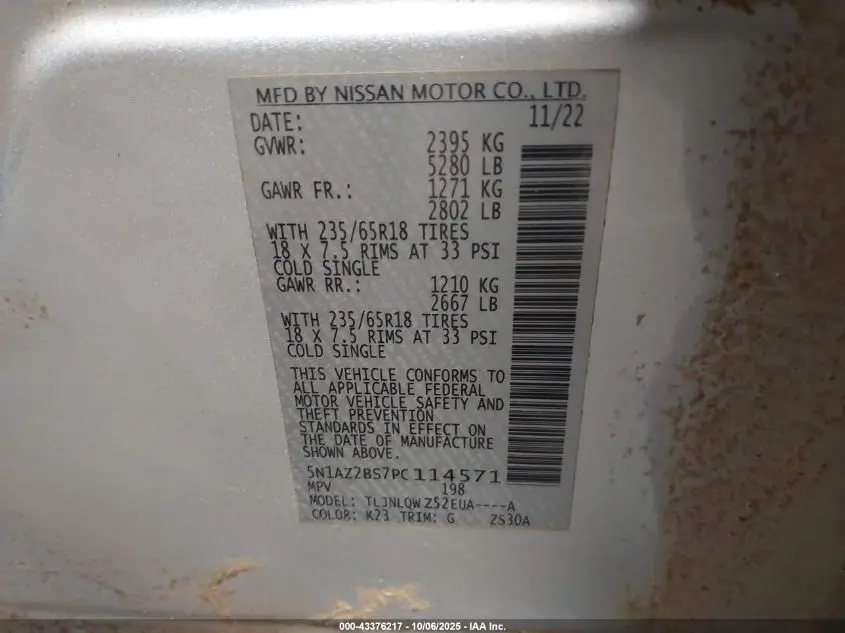 MFD BY NISSAN MOTOR CO., LTD.
DATE: 11/22
GVWR: 2395 KG
5280 LB
GAWR FR.: 1271 KG
2802 LB
WITH 235/65R18 TIRES
18 X 7.5 RIMS AT 33 PSI
COLD SINGLE
GAWR RR.: 1210 KG
2667 LB
WITH 235/65R18 TIRES
18 X 7.5 RIMS AT 33 PSI
COLD SINGLE
THIS VEHICLE CONFORMS TO
ALL APPLICABLE FEDERAL
MOTOR VEHICLE SAFETY AND
THEFT PREVENTION
STANDARDS IN EFFECT ON
THE DATE OF MANUFACTURE
SHOWN ABOVE.
5N1AZ2BS7PC114571
MPV 198
MODEL: TLJNLQWZ52EUA----A
COLOR: K23 TRIM: G ZS30A
000-43376217 - 10/06/2025 - IAA Inc.